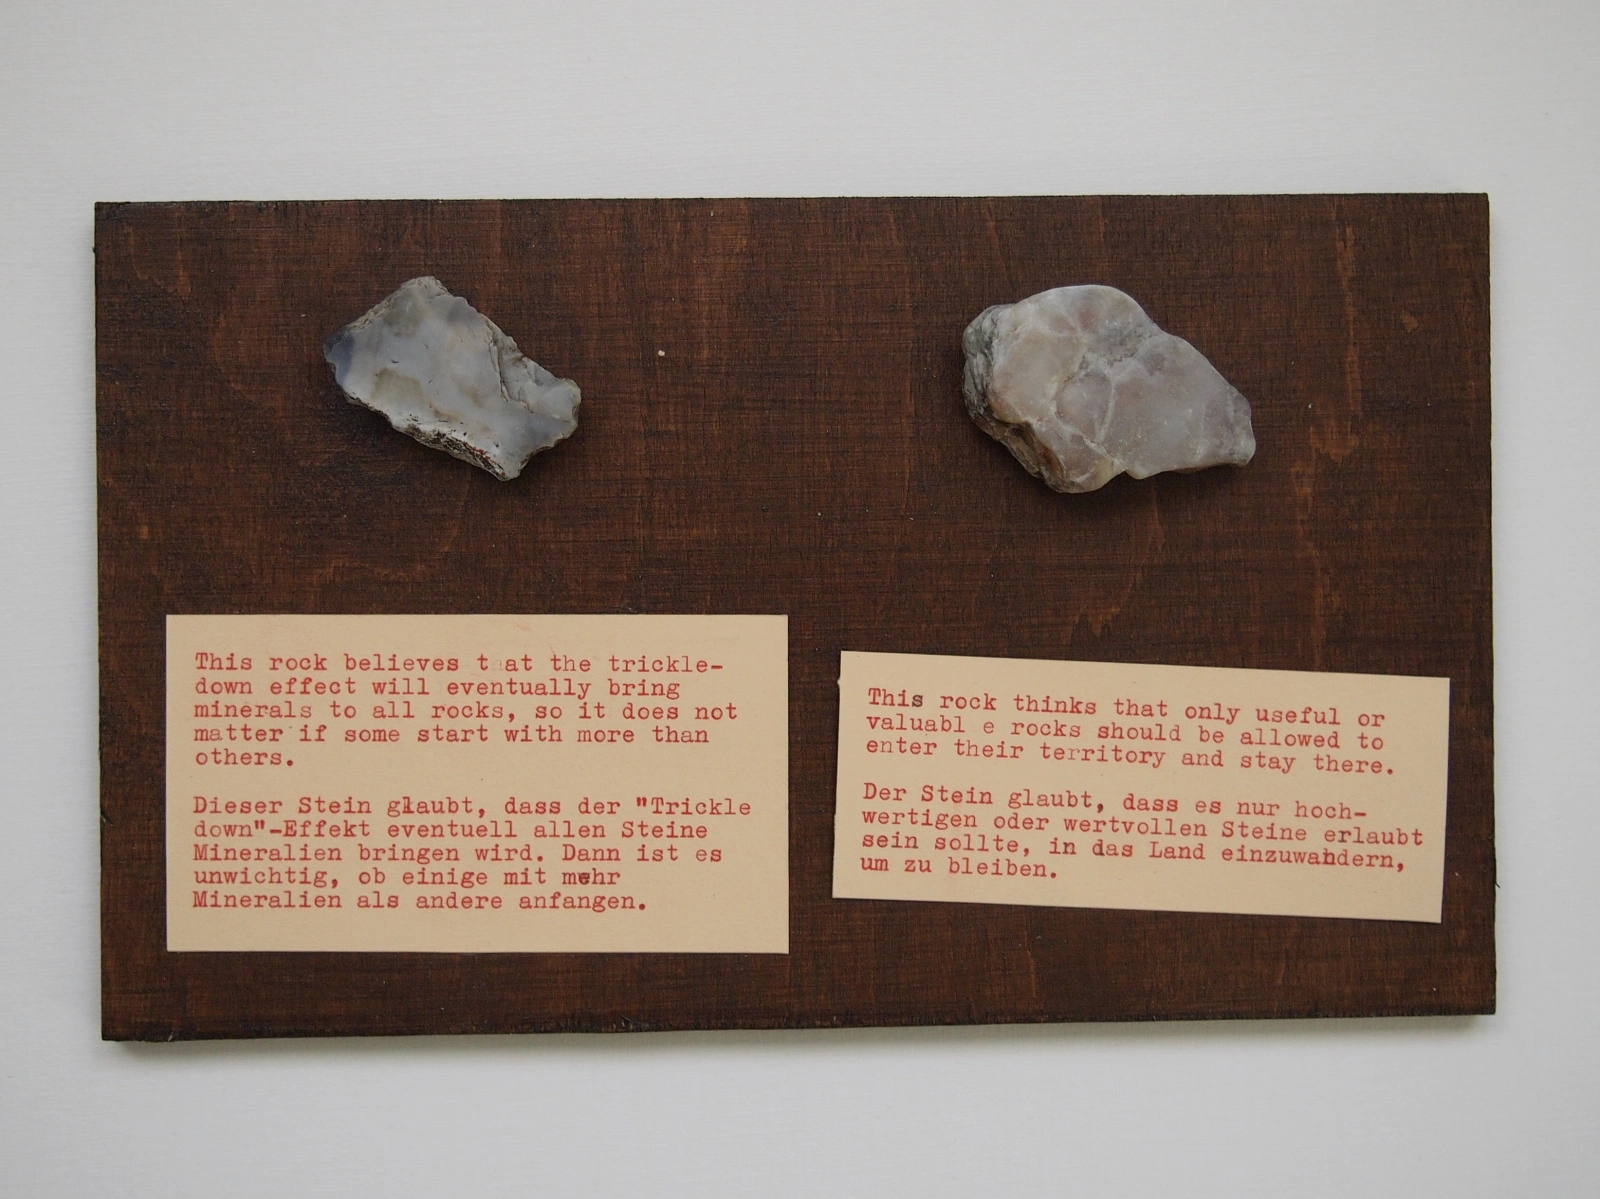 This rock believes t at the trickle-
down effect will eventually bring
minerals to all rocks, so it does not
matter if some start with more than
others.
Dieser Stein glaubt, dass der "Trickle
down"-Effekt eventuell allen Steine
Mineralien bringen wird. Dann ist es
unwichtig, ob einige mit mehr
Mineralien als andere anfangen.
This rock thinks that only useful or
valuabl e rocks should be allowed to
enter their territory and stay there.
Der Stein glaubt, dass es nur hoch-
wertigen oder wertvollen Steine erlaubt
sein sollte, in das Land einzuwandern,
um zu bleiben.